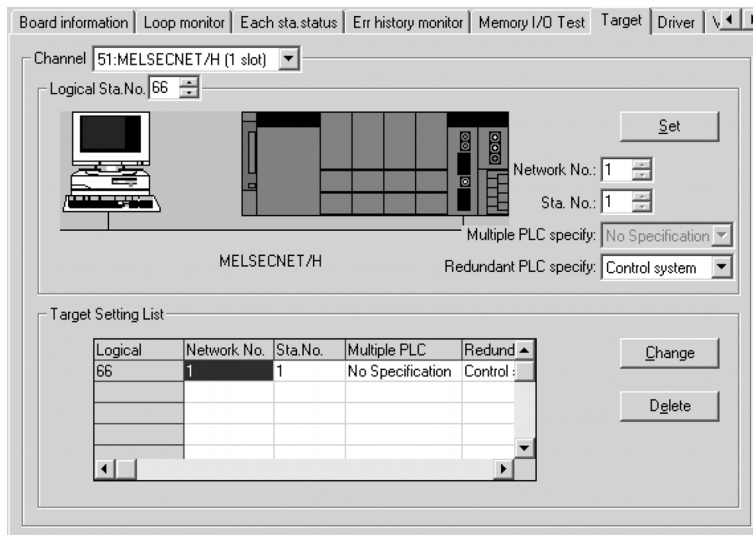 Board information Loop monitor Each sta.status Err history monitor Memory I/O Test Target Driver
Channel 51:MELSECNET/H (1 slot)
Logical Sta.No. 66
Set
Network No.: 1
Sta. No.: 1
Multiple PLC specify: No Specification
MELSECNET/H
Redundant PLC specify: Control system
Target Setting List
Logical Network No. Sta.No. Multiple PLC Redund
66 1 1 No Specification Control
Change
Delete